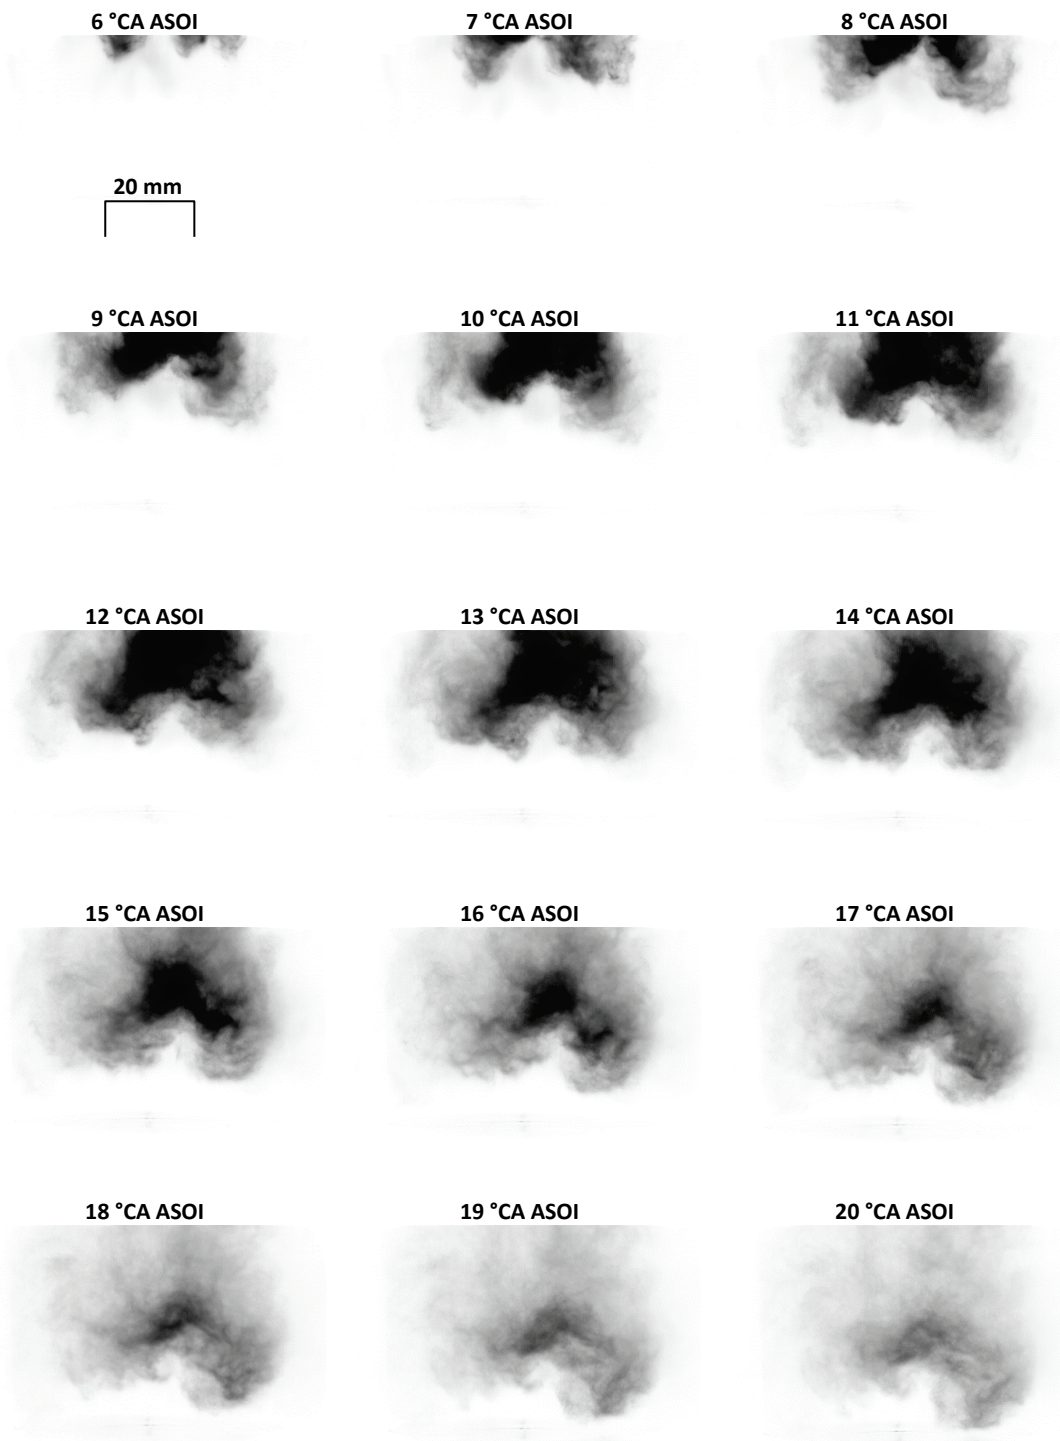 6 °CA ASOI
7 °CA ASOI
8 °CA ASOI
20 mm
9 °CA ASOI
10 °CA ASOI
11 °CA ASOI
12 °CA ASOI
13 °CA ASOI
14 °CA ASOI
15 °CA ASOI
16 °CA ASOI
17 °CA ASOI
18 °CA ASOI
19 °CA ASOI
20 °CA ASOI